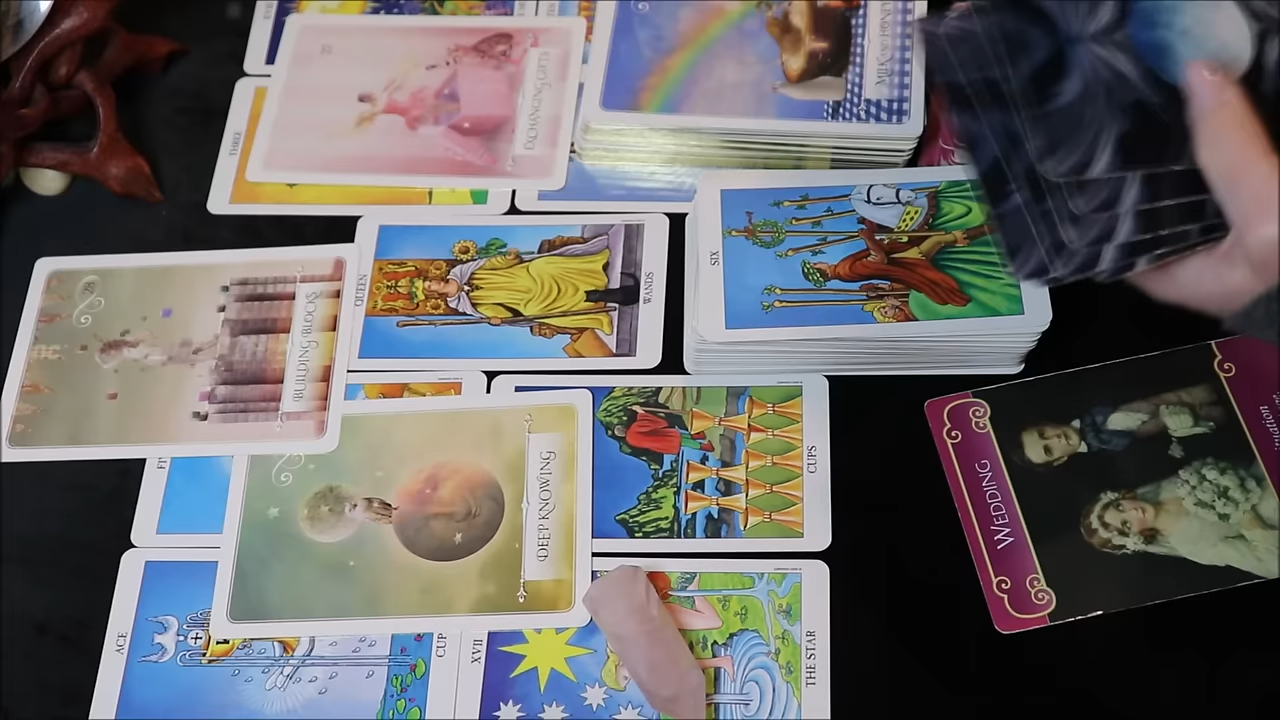 EXCHANGING GIFTS
MILK AND HONEY
THREE
SIX
QUEEN
WANDS
28
BUILDING BLOCKS
DEEP KNOWING
CUPS
WEDDING
ACE
CUP
XVII
THE STAR